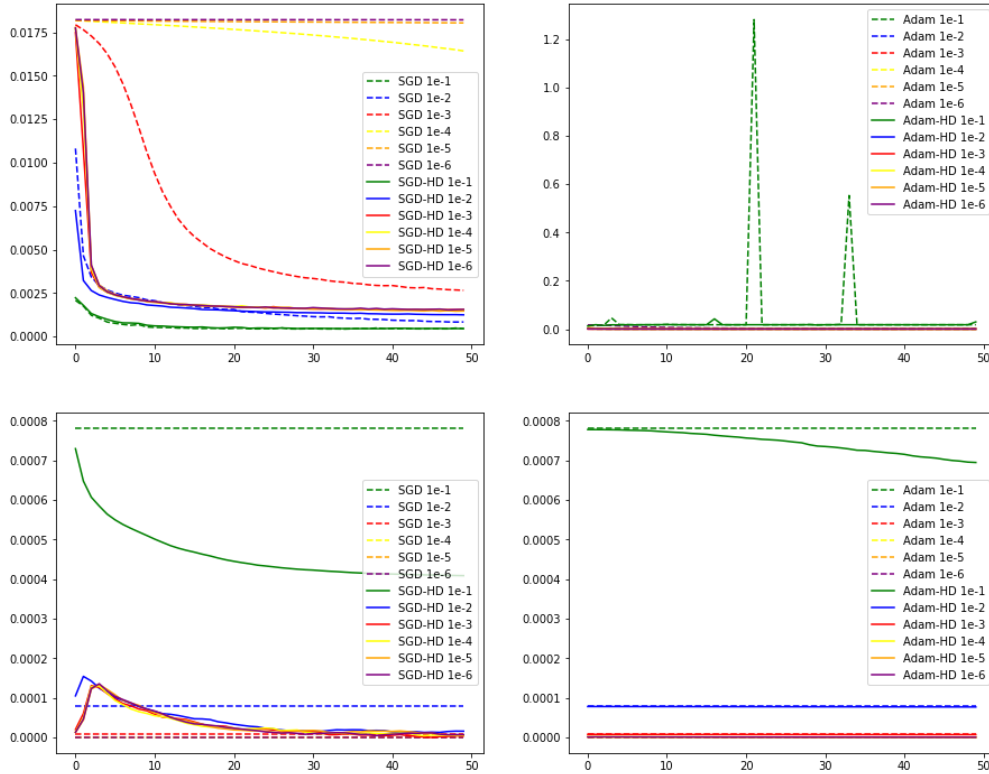 0.0175
0.0150
0.0125
0.0100
0.0075
0.0050
0.0025
0.0000
0
10
20
30
40
50
SGD 1e-1
SGD 1e-2
SGD 1e-3
SGD 1e-4
SGD 1e-5
SGD 1e-6
SGD-HD 1e-1
SGD-HD 1e-2
SGD-HD 1e-3
SGD-HD 1e-4
SGD-HD 1e-5
SGD-HD 1e-6
1.2
1.0
0.8
0.6
0.4
0.2
0.0
0
10
20
30
40
50
Adam 1e-1
Adam 1e-2
Adam 1e-3
Adam 1e-4
Adam 1e-5
Adam 1e-6
Adam-HD 1e-1
Adam-HD 1e-2
Adam-HD 1e-3
Adam-HD 1e-4
Adam-HD 1e-5
Adam-HD 1e-6
0.0008
0.0007
0.0006
0.0005
0.0004
0.0003
0.0002
0.0001
0.0000
0
10
20
30
40
50
SGD 1e-1
SGD 1e-2
SGD 1e-3
SGD 1e-4
SGD 1e-5
SGD 1e-6
SGD-HD 1e-1
SGD-HD 1e-2
SGD-HD 1e-3
SGD-HD 1e-4
SGD-HD 1e-5
SGD-HD 1e-6
0.0008
0.0007
0.0006
0.0005
0.0004
0.0003
0.0002
0.0001
0.0000
0
10
20
30
40
50
Adam 1e-1
Adam 1e-2
Adam 1e-3
Adam 1e-4
Adam 1e-5
Adam 1e-6
Adam-HD 1e-1
Adam-HD 1e-2
Adam-HD 1e-3
Adam-HD 1e-4
Adam-HD 1e-5
Adam-HD 1e-6